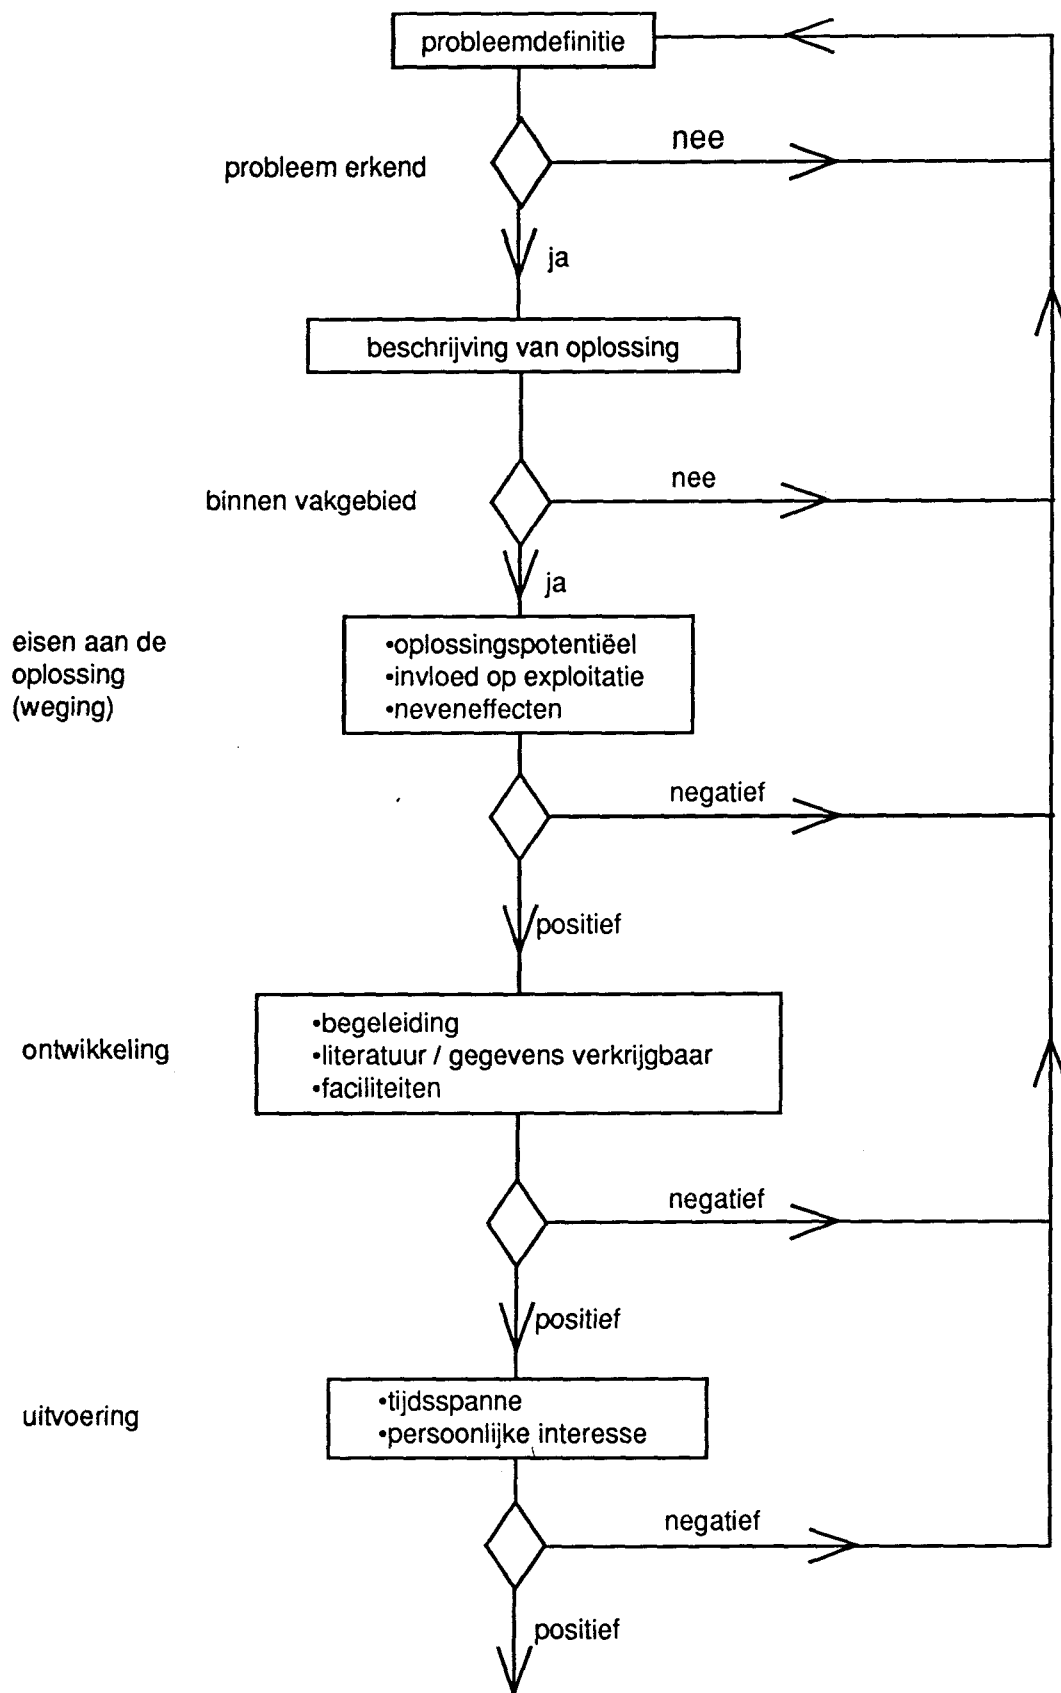 probleemdefinitie
nee
probleem erkend
ja
beschrijving van oplossing
nee
binnen vakgebied
ja
eisen aan de
oplossing
(weging)
•oplossingspotentiëel
•invloed op exploitatie
•neveneffecten
negatief
positief
ontwikkeling
•begeleiding
•literatuur / gegevens verkrijgbaar
•faciliteiten
negatief
positief
uitvoering
•tijdsspanne
•persoonlijke interesse
negatief
positief